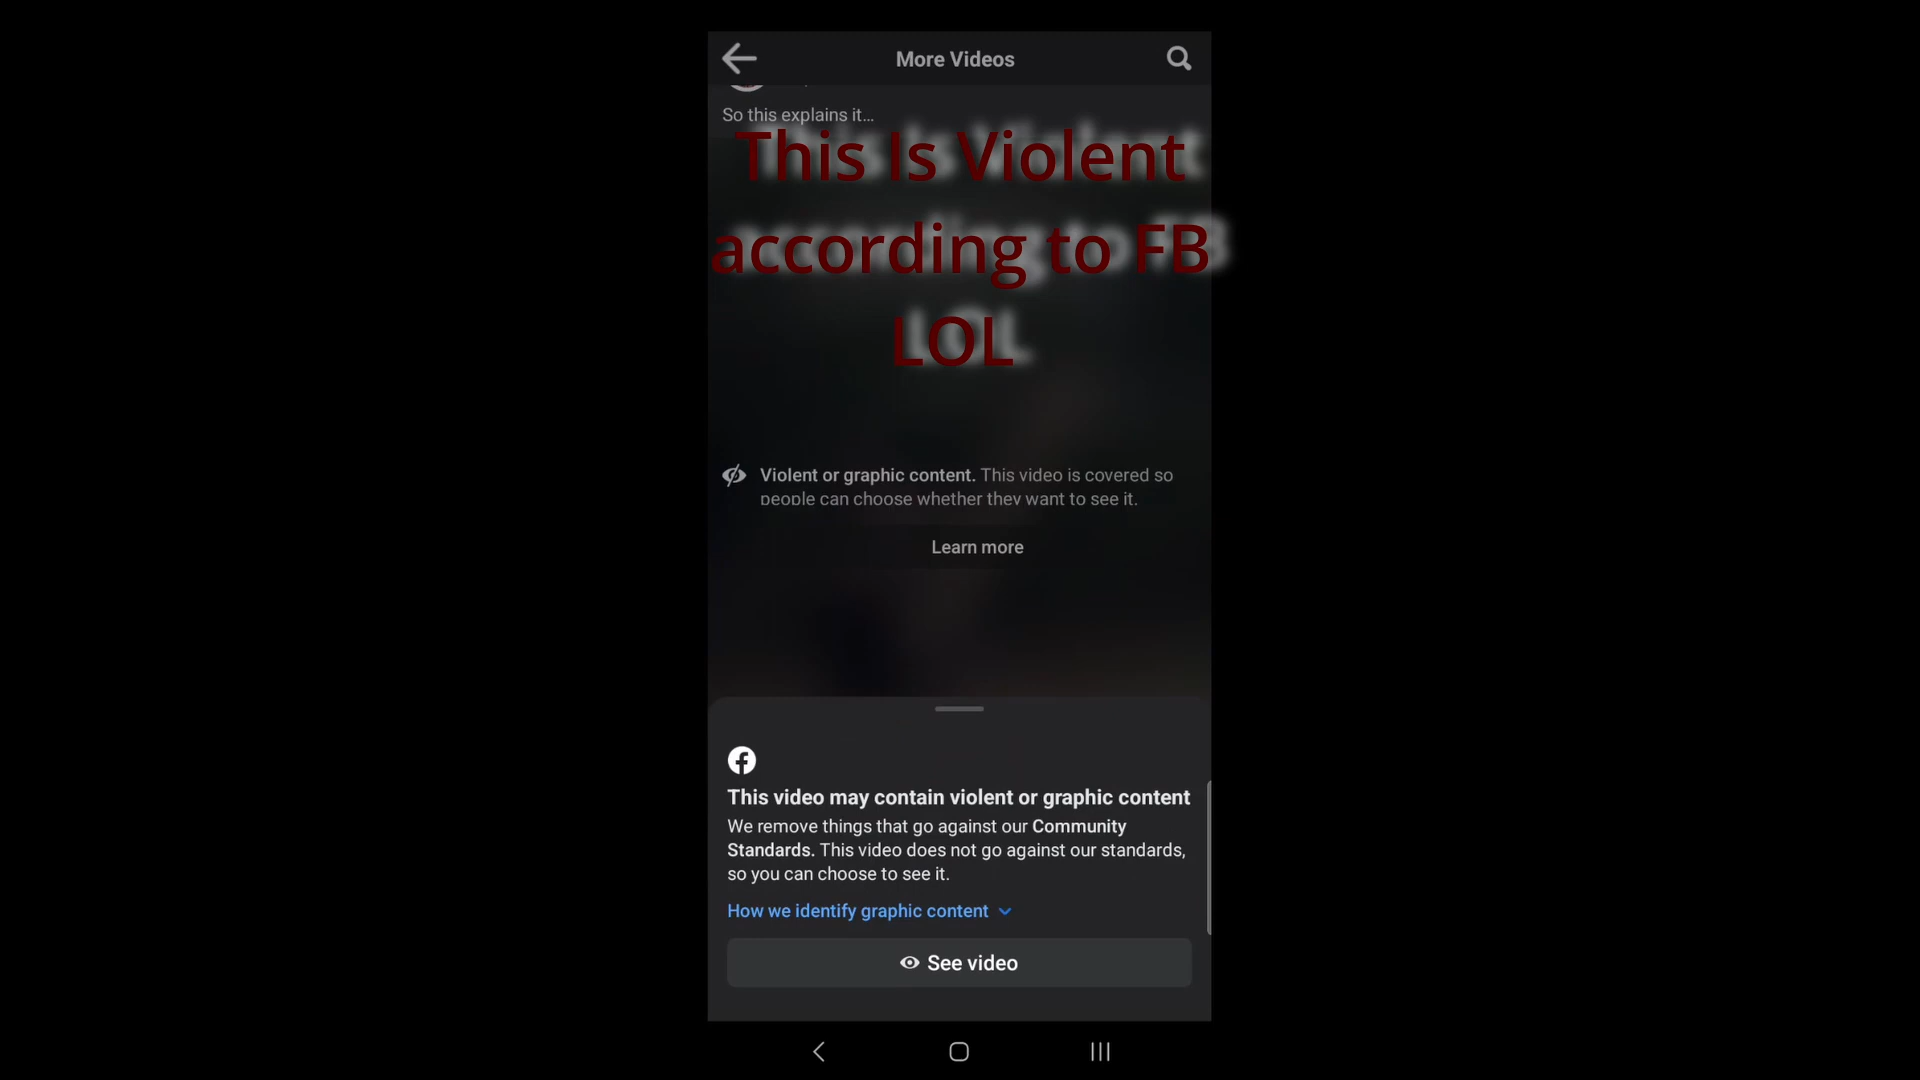 More Videos
So this explains it...
This Is Violent
according to FB
LOL
Violent or graphic content. This video is covered so
people can choose whether they want to see it.
Learn more
This video may contain violent or graphic content
We remove things that go against our Community
Standards. This video does not go against our standards,
so you can choose to see it.
How we identify graphic content
See video